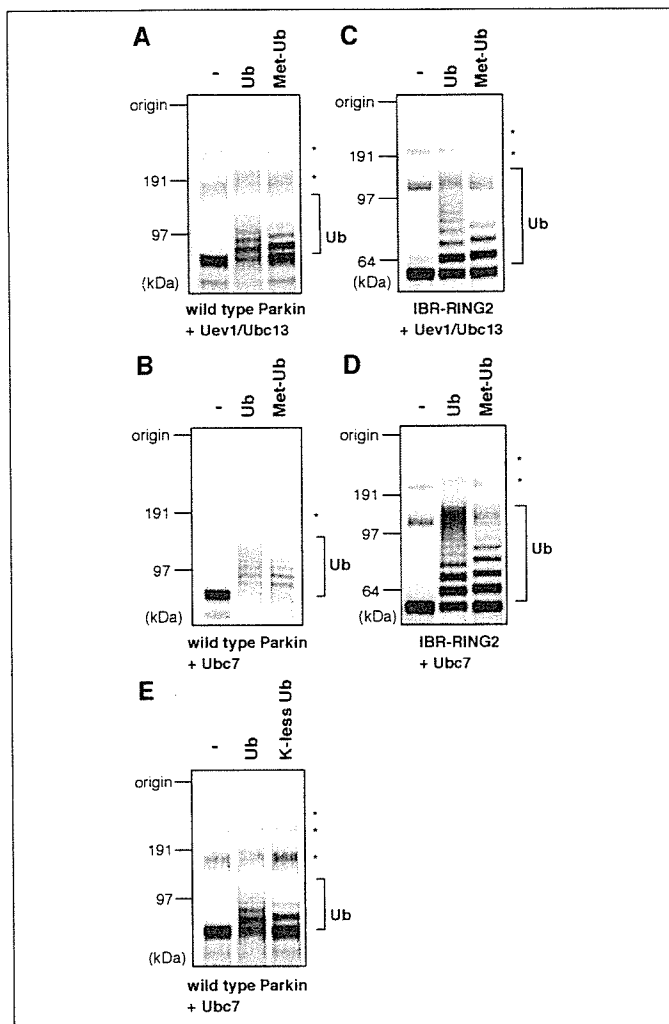 A
- Ub Met-Ub
origin
*
191
*
97
Ub
(kDa)
wild type Parkin
+ Uev1/Ubc13
C
- Ub Met-Ub
origin
*
191
*
97
Ub
64
(kDa)
IBR-RING2
+ Uev1/Ubc13
B
- Ub Met-Ub
origin
191
*
97
Ub
(kDa)
wild type Parkin
+ Ubc7
D
- Ub Met-Ub
origin
*
191
*
97
Ub
64
(kDa)
IBR-RING2
+ Ubc7
E
- Ub K-less Ub
origin
*
*
191
*
97
Ub
(kDa)
wild type Parkin
+ Ubc7